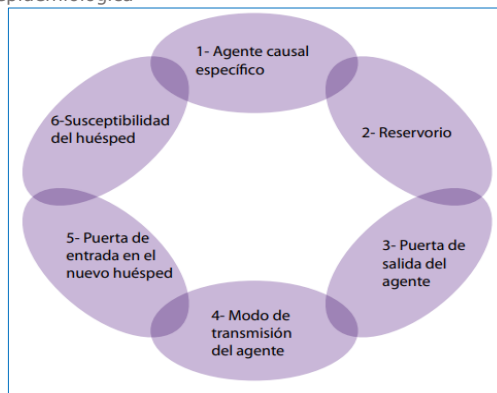 epidemiológica
1- Agente causal
específico
2- Reservorio
3- Puerta de
salida del
agente
4- Modo de
transmisión
del agente
5- Puerta de
entrada en el
nuevo huésped
6-Susceptibilidad
del huésped